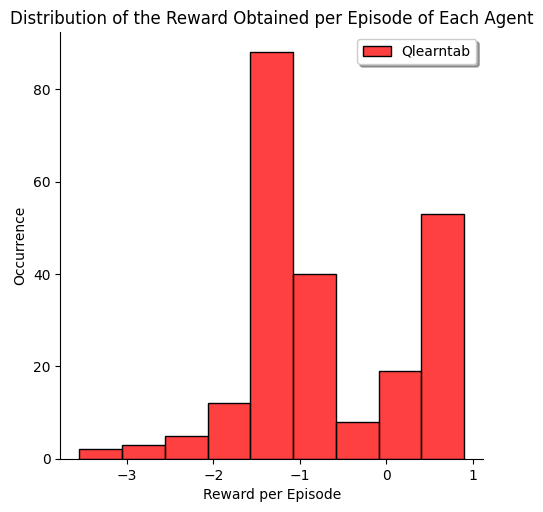 Distribution of the Reward Obtained per Episode of Each Agent
Qlearntab
80
60
40
20
0
Occurrence
−3
−2
−1
0
1
Reward per Episode